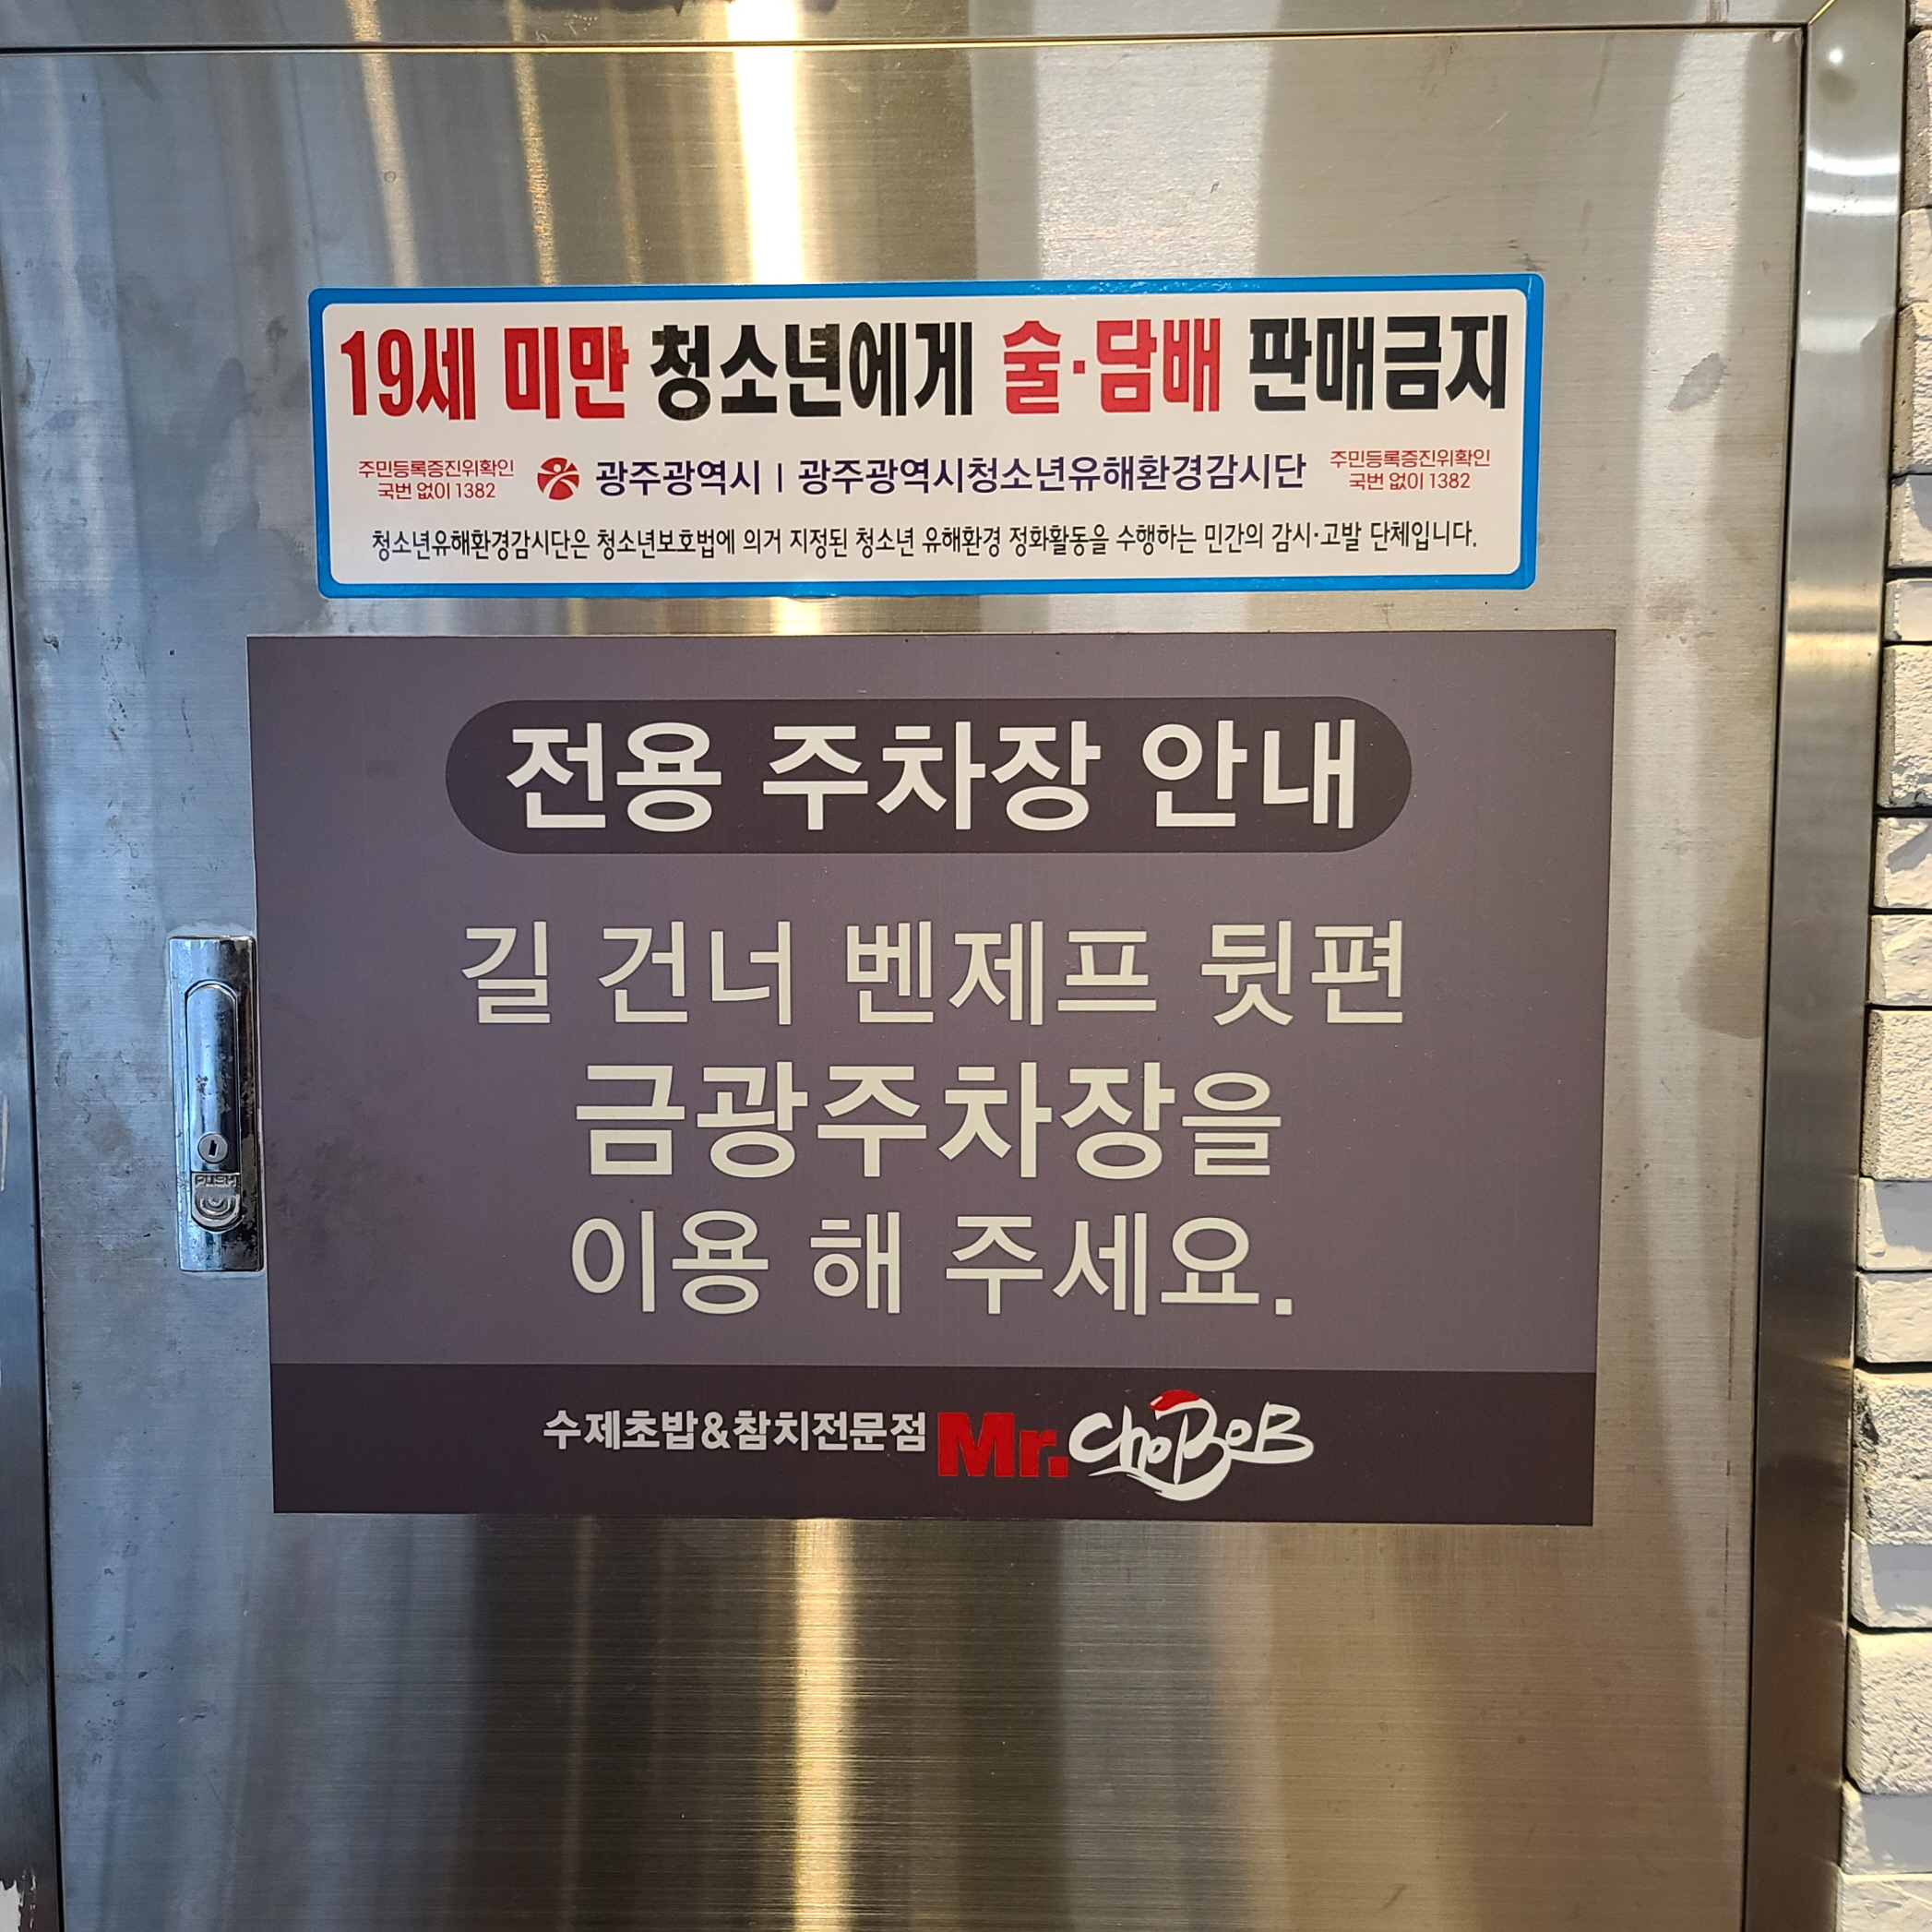 19세 미만 청소년에게 술·담배 판매금지
주민등록증진위확인
국번 없이 1382
광주광역시 | 광주광역시청소년유해환경감시단
주민등록증진위확인
국번 없이 1382
청소년유해환경감시단은 청소년보호법에 의거 지정된 청소년 유해환경 정화활동을 수행하는 민간의 감시·고발 단체입니다.
전용 주차장 안내
길 건너 벤제프 뒷편
금광주차장을
이용 해 주세요.
PUSH
수제초밥&참치전문점 Mr. ChoBoB